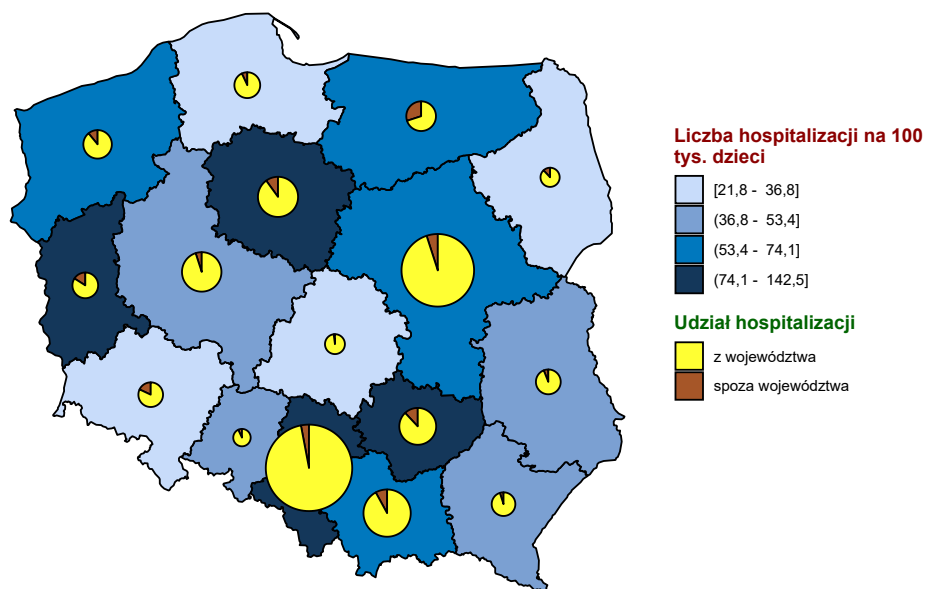 Liczba hospitalizacji na 100
tys. dzieci
[21,8 - 36,8]
(36,8 - 53,4]
(53,4 - 74,1]
(74,1 - 142,5]
Udział hospitalizacji
z województwa
spoza województwa